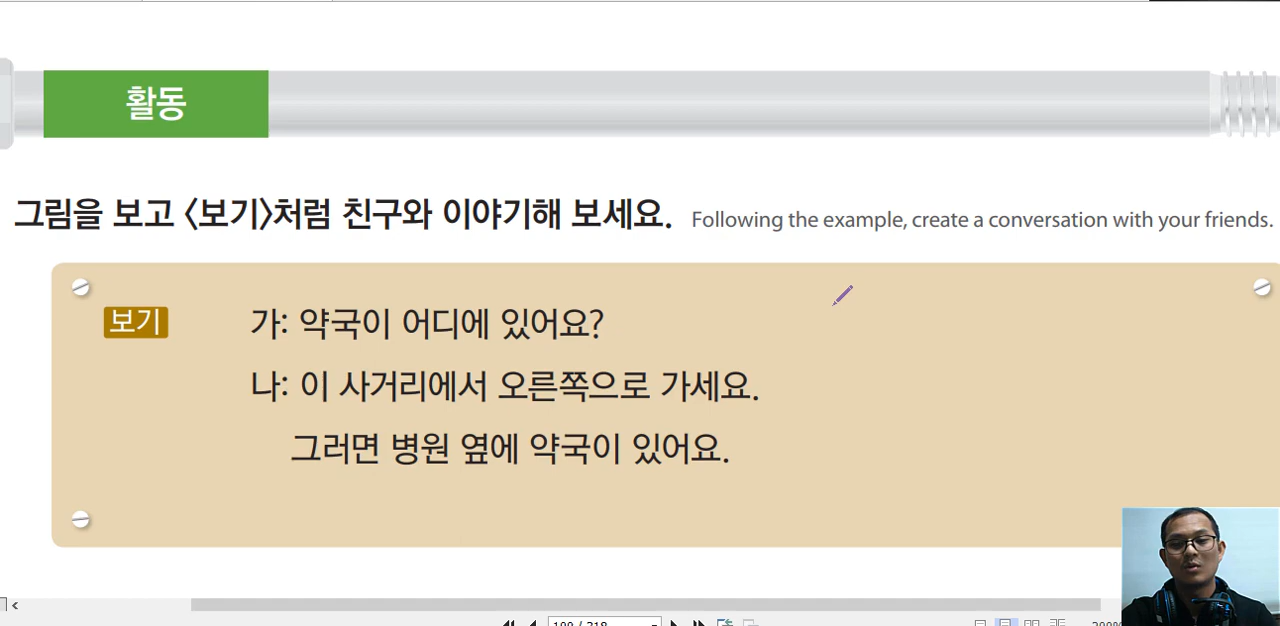 활동
그림을 보고 〈보기〉처럼 친구와 이야기해 보세요. Following the example, create a conversation with your friends.
보기 가: 약국이 어디에 있어요?
나: 이 사거리에서 오른쪽으로 가세요.
그러면 병원 옆에 약국이 있어요.